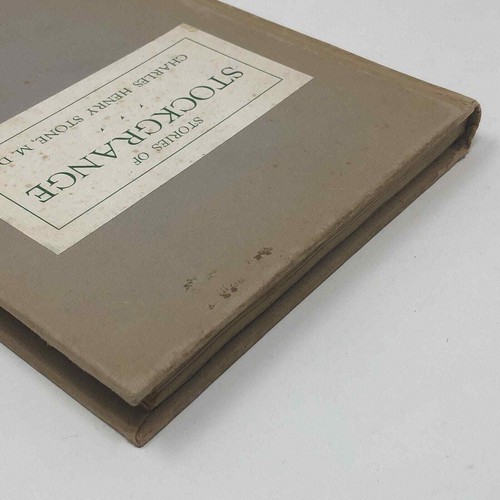 STORIES OF
STOCKGRANGE
CHARLES HENRY STONE, M. D